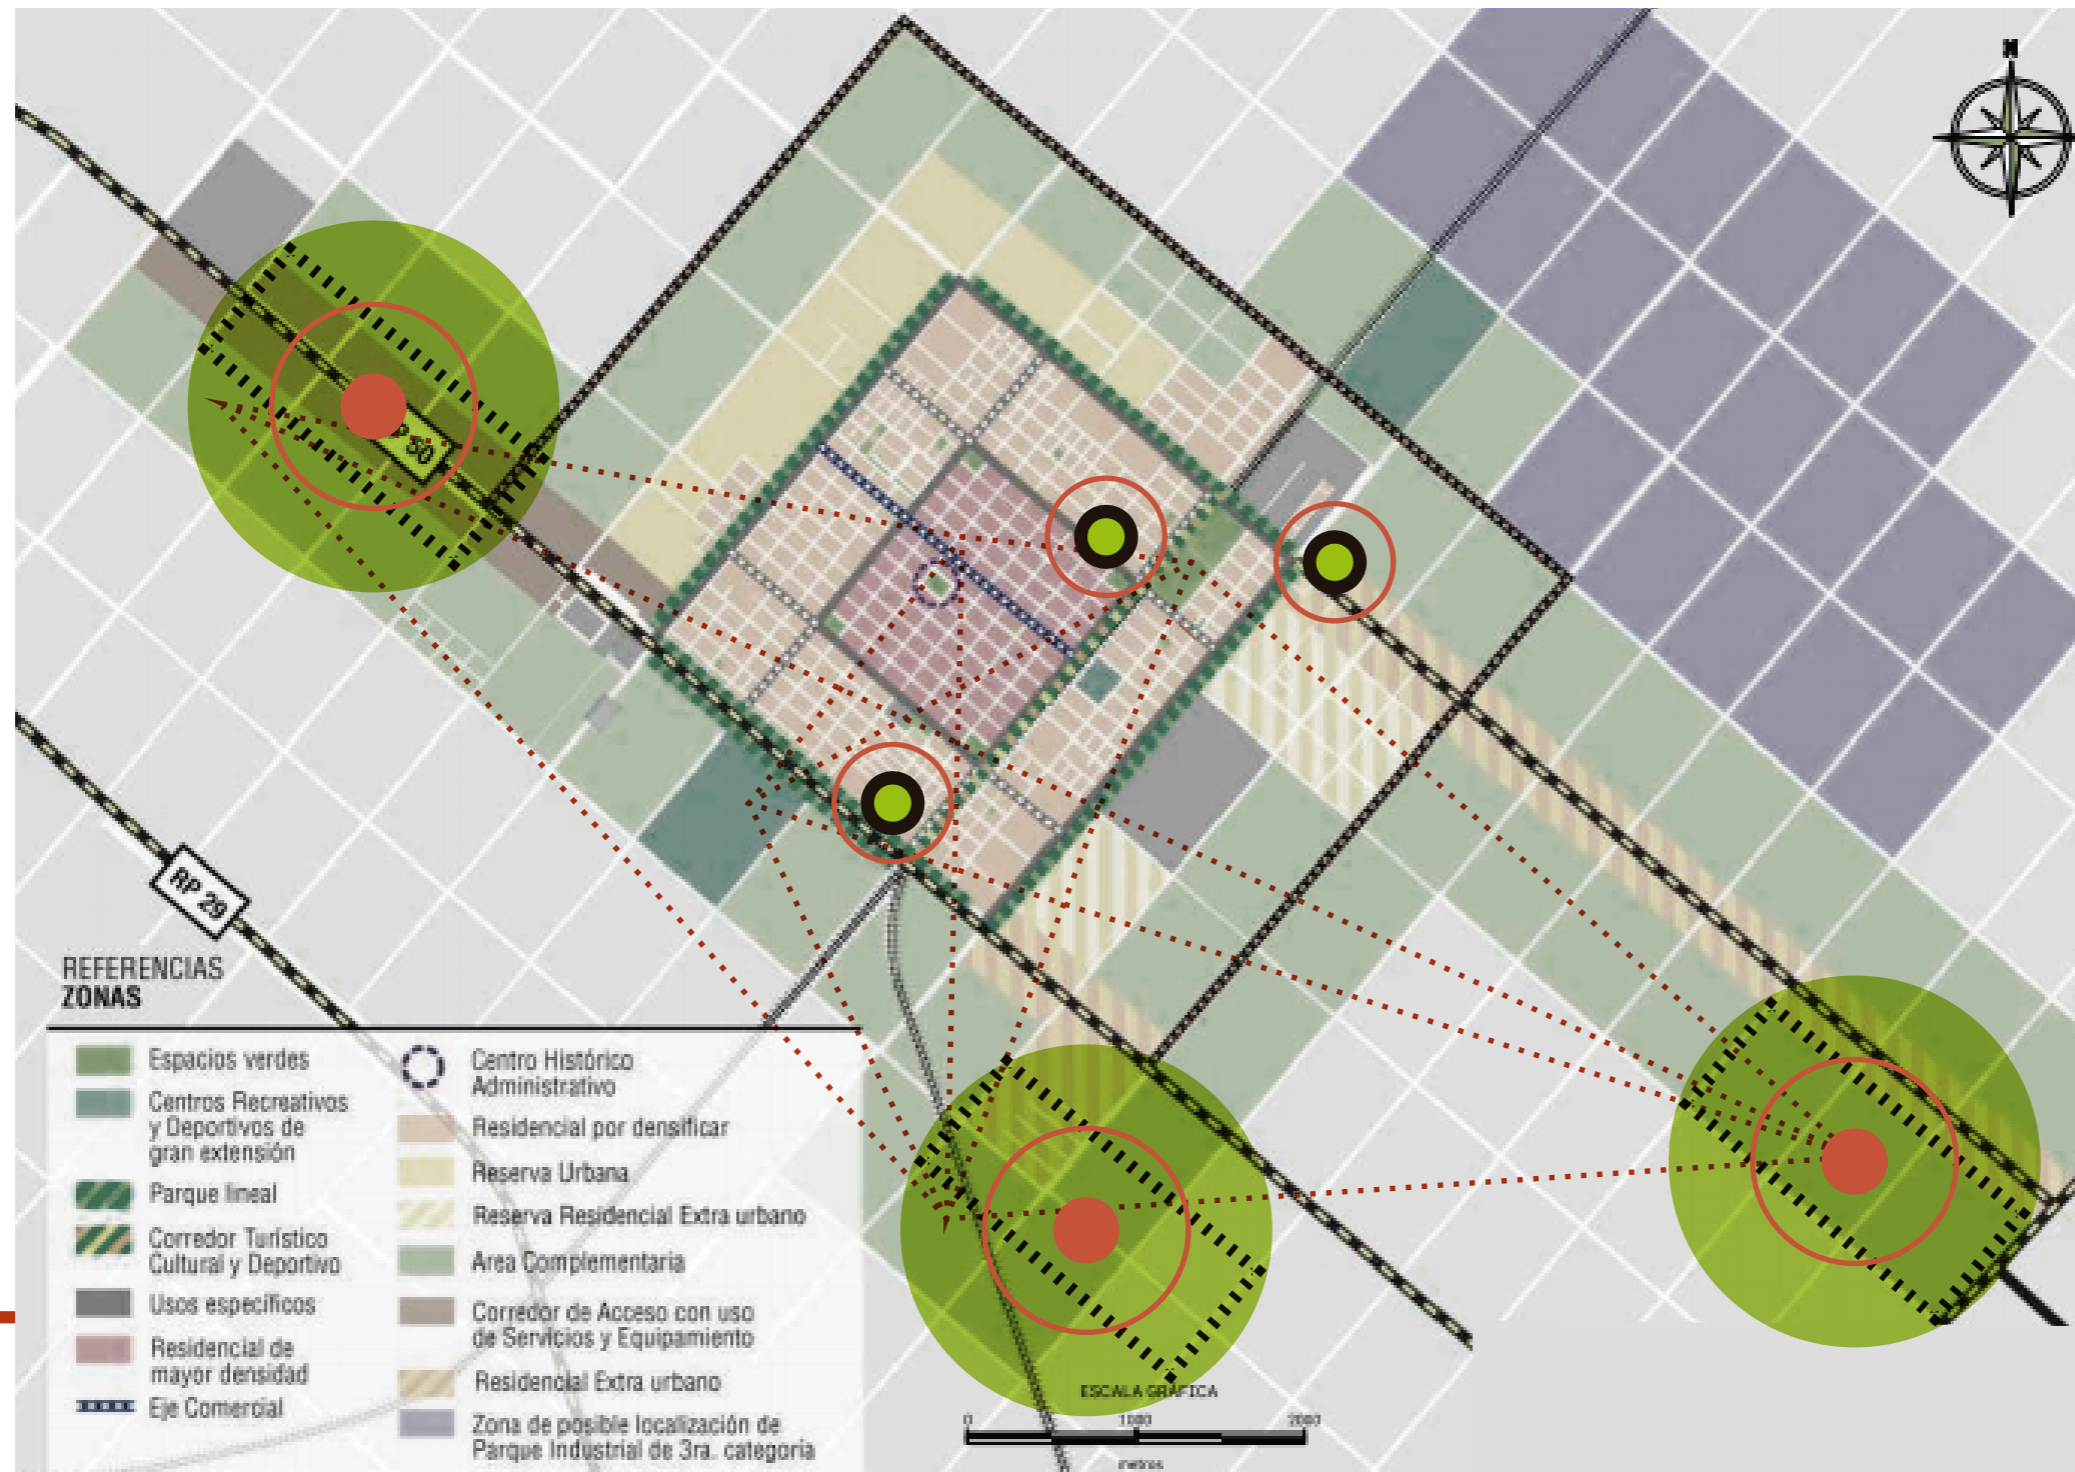 N
50
RP 29
REFERENCIAS
ZONAS
Espacios verdes
Centros Recreativos
y Deportivos de
gran extensión
Parque lineal
Corredor Turístico
Cultural y Deportivo
Usos específicos
Residencial de
mayor densidad
Eje Comercial
Centro Histórico
Administrativo
Residencial por densificar
Reserva Urbana
Reserva Residencial Extra urbano
Area Complementaria
Corredor de Acceso con uso
de Servicios y Equipamiento
Residencial Extra urbano
Zona de posible localización de
Parque Industrial de 3ra. categoría
ESCALA GRÁFICA
0 1000 2000
metros